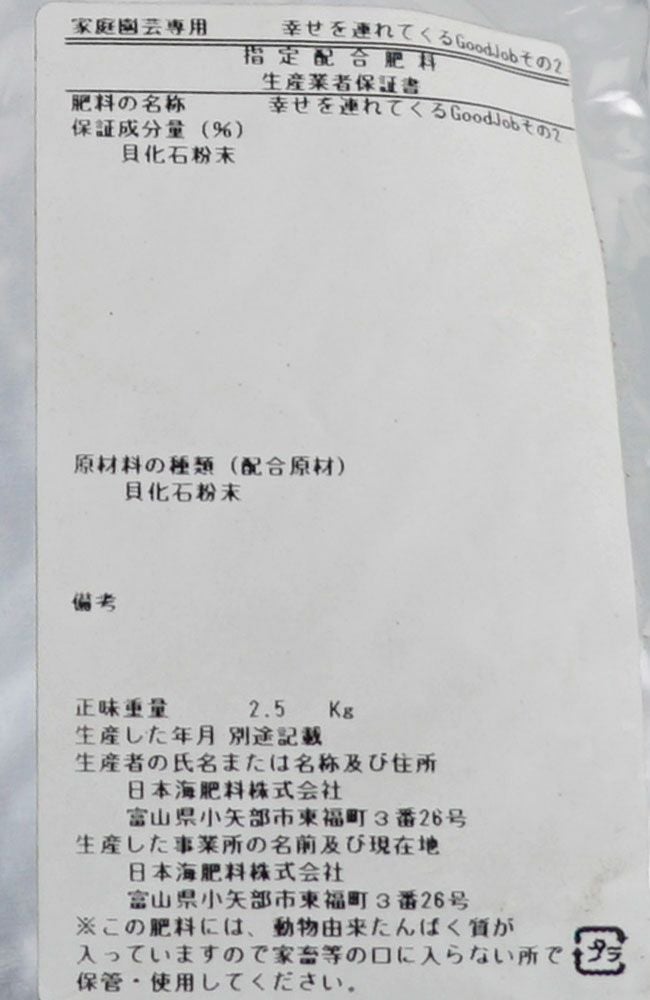 家庭園芸専用 幸せを連れてくるGoodJobその2
指定配合肥料
生産業者保証書
肥料の名称 幸せを連れてくるGoodJobその2
保証成分量（％）
貝化石粉末
原材料の種類（配合原材）
貝化石粉末
備考
正味重量 2.5 Kg
生産した年月 別途記載
生産者の氏名または名称及び住所
日本海肥料株式会社
富山県小矢部市東福町３番26号
生産した事業所の名前及び現在地
日本海肥料株式会社
富山県小矢部市東福町３番26号
※この肥料には、動物由来たんぱく質が
入っていますので家畜等の口に入らない所で
保管・使用してください。
プラ